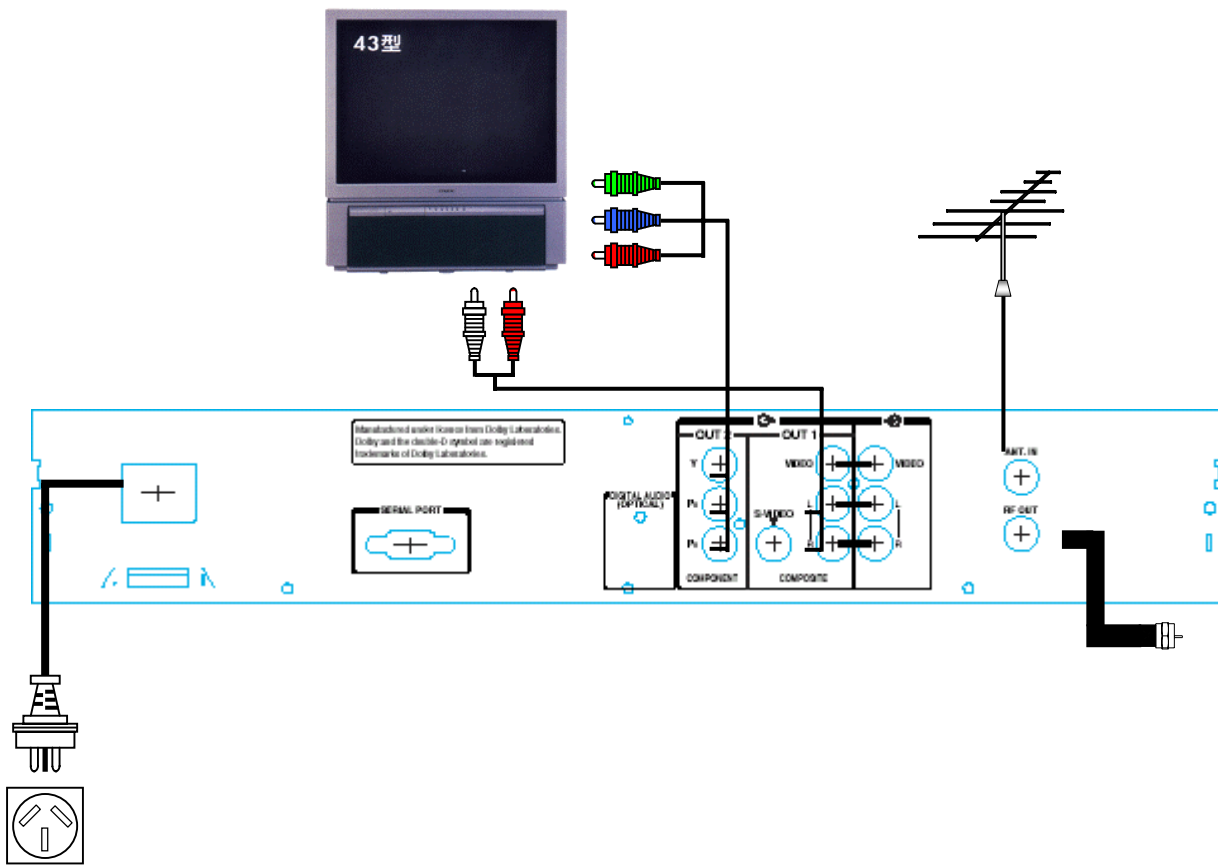 43型
Manufactured under license from Dolby Laboratories.
Dolby and the double-D symbol are registered
trademarks of Dolby Laboratories.
SERIAL PORT
DIGITAL AUDIO
(OPTICAL)
OUT 2
OUT 1
Y
VIDEO
VIDEO
S-VIDEO
L
L
R
R
COMPONENT
COMPOSITE
ANT. IN
RF OUT